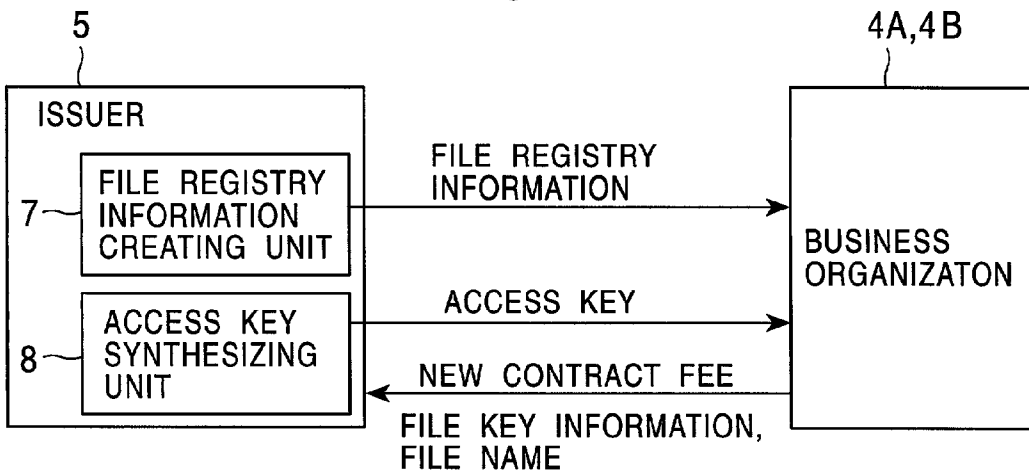 5
4A,4B
ISSUER
FILE REGISTRY
INFORMATION
CREATING UNIT
7
FILE REGISTRY
INFORMATION
BUSINESS
ORGANIZATON
ACCESS KEY
SYNTHESIZING
UNIT
8
ACCESS KEY
NEW CONTRACT FEE
FILE KEY INFORMATION,
FILE NAME